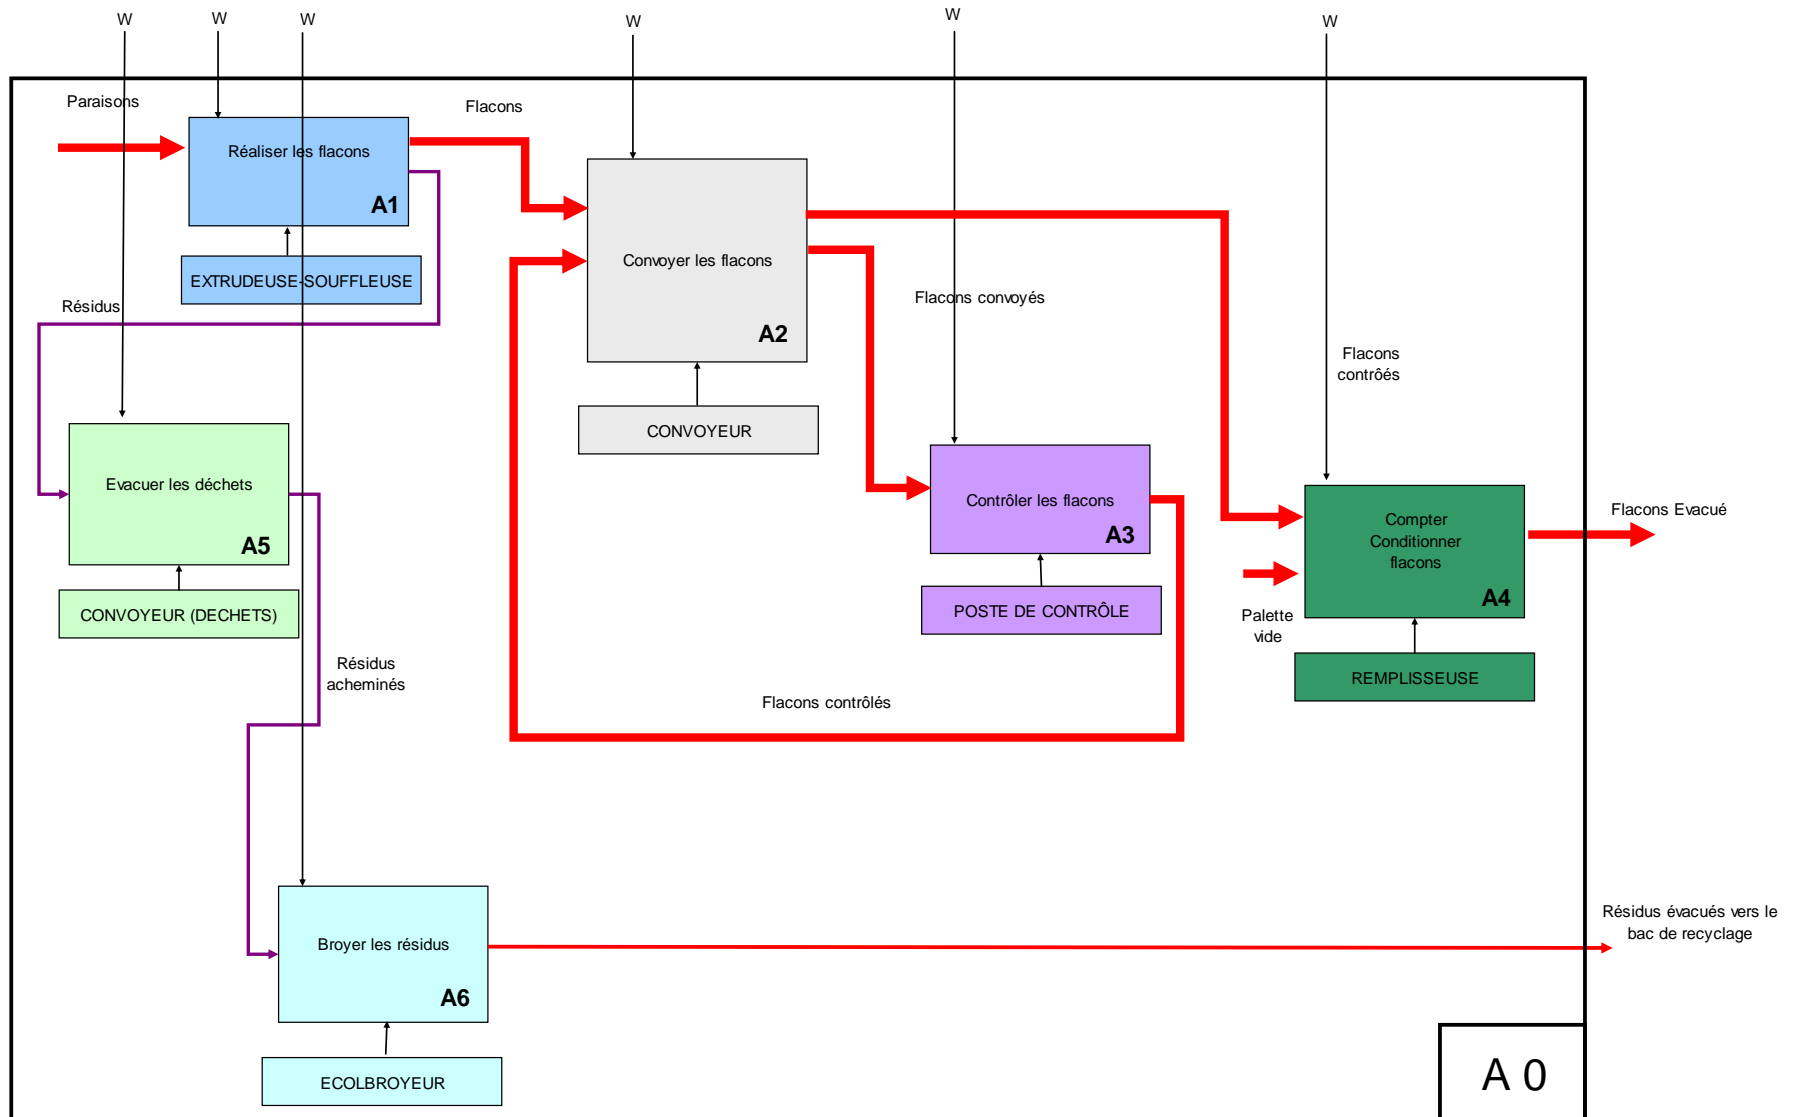 W
W
W
W
W
W
Paraisons
Flacons
Réaliser les flacons
A1
EXTRUDEUSE-SOUFFLEUSE
Résidus
Convoyer les flacons
A2
CONVOYEUR
Flacons convoyés
Flacons
contrôés
Evacuer les déchets
A5
CONVOYEUR (DECHETS)
Contrôler les flacons
A3
POSTE DE CONTRÔLE
Compter
Conditionner
flacons
A4
Flacons Evacué
Palette
vide
REMPLISSEUSE
Résidus
acheminés
Flacons contrôlés
Broyer les résidus
A6
ECOLBROYEUR
Résidus évacués vers le
bac de recyclage
A 0